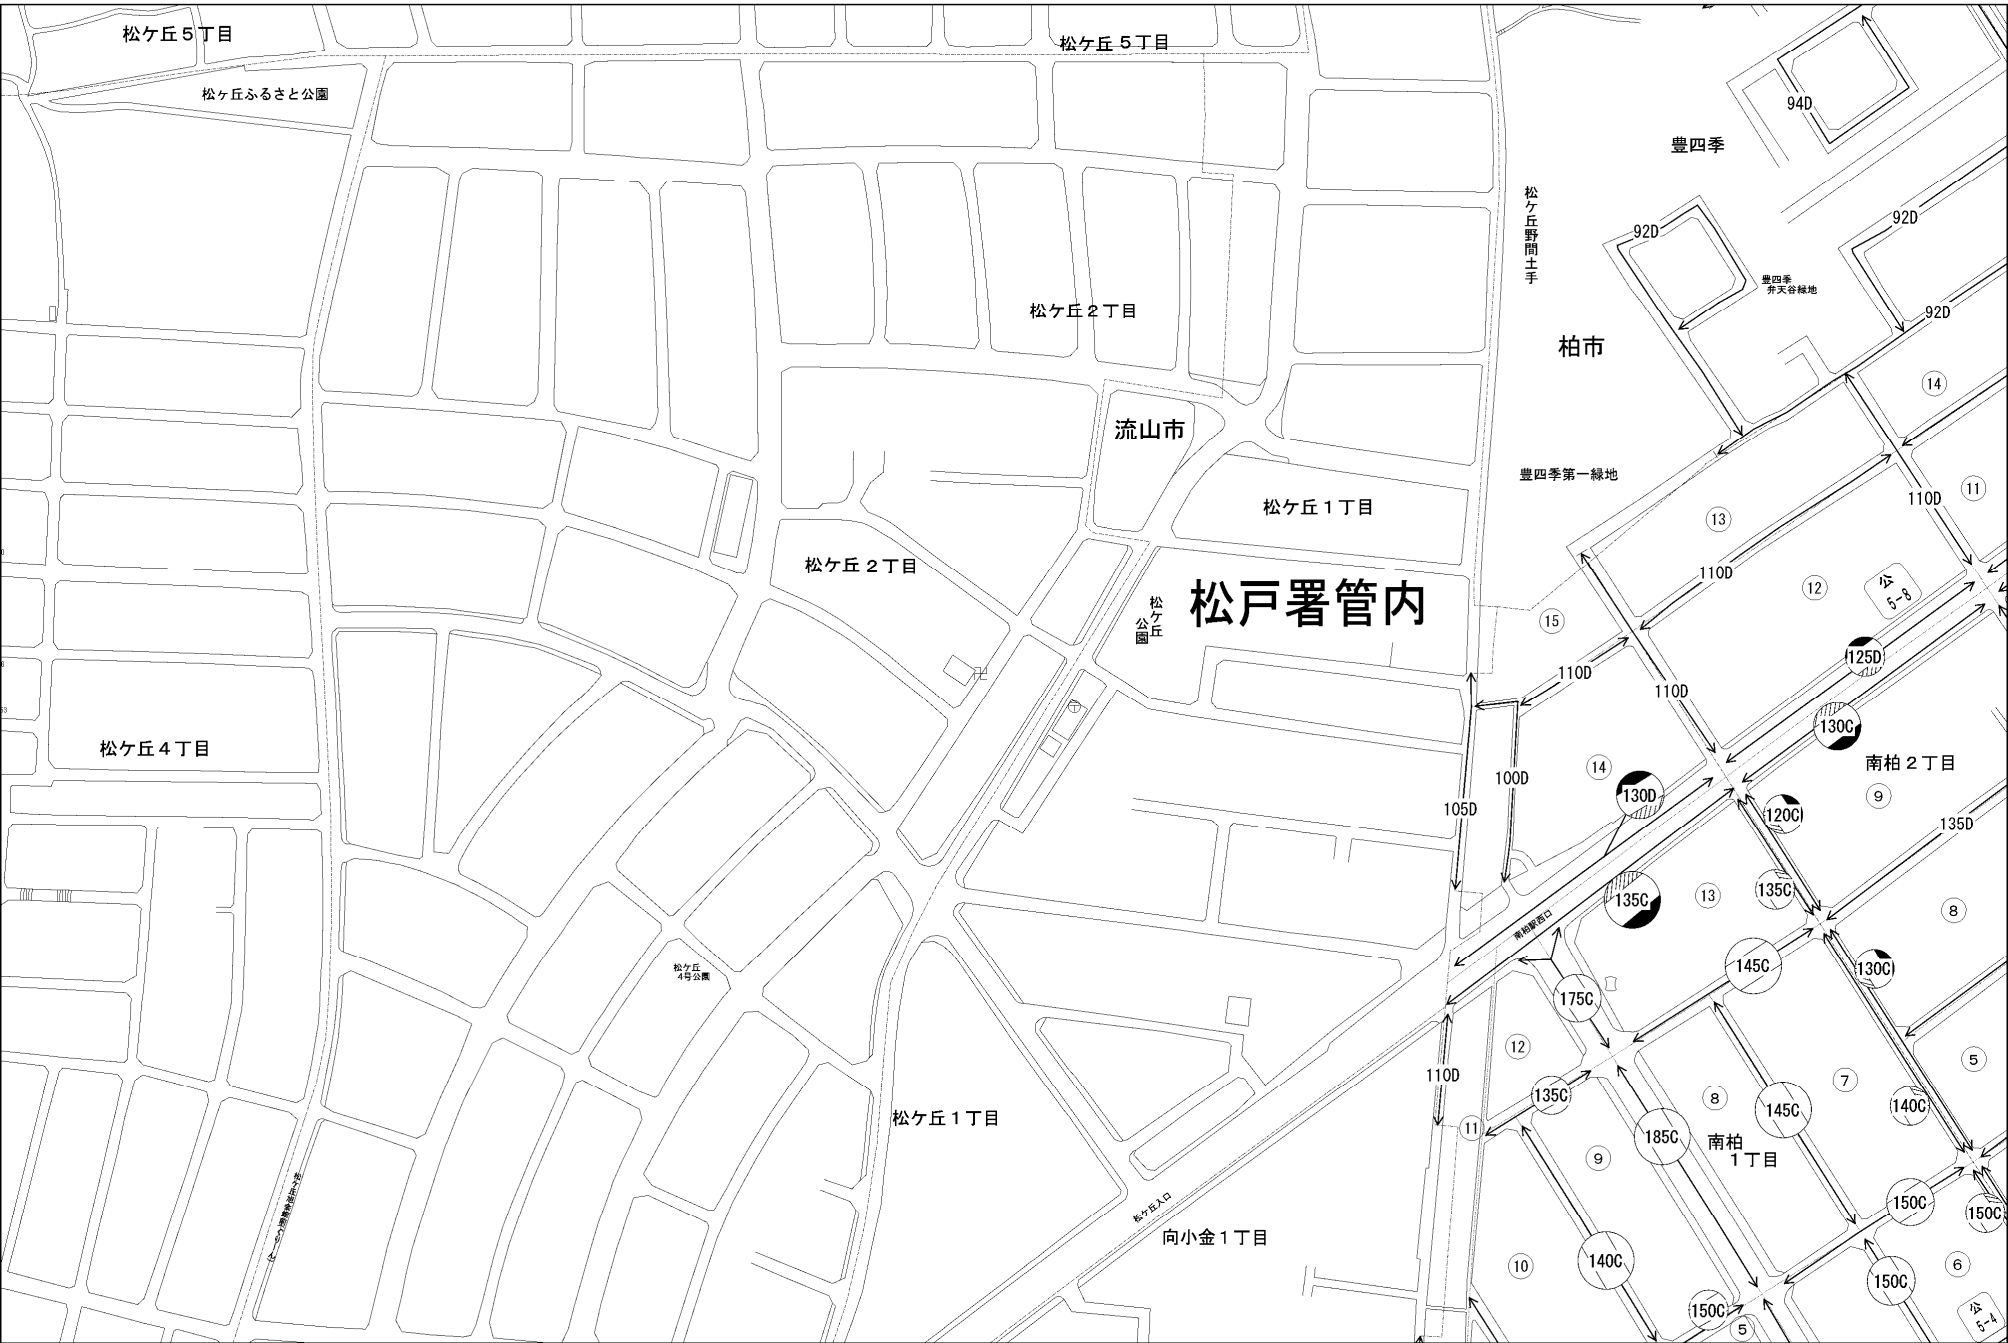 松ケ丘５丁目
松ケ丘５丁目
松ヶ丘ふるさと公園
94D
豊四季
松ケ丘野間土手
92D
92D
豊四季
弁天谷緑地
松ケ丘２丁目
92D
柏市
14
流山市
豊四季第一緑地
11
110D
松ケ丘１丁目
13
松ケ丘２丁目
110D
12
公
5-8
松戸署管内
松ケ丘
公園
15
125D
110D
110D
130C
松ケ丘４丁目
南柏２丁目
14
100D
130D
9
105D
120C
135D
135C
135C
13
8
南柏駅西口
145C
130C
松ケ丘
4号公園
175C
12
5
110D
7
135C
8
145C
140C
松ケ丘１丁目
11
185C
南柏
１丁目
9
150C
150C
松ケ丘入口
向小金１丁目
10
140C
6
150C
150C
5
公
5-4